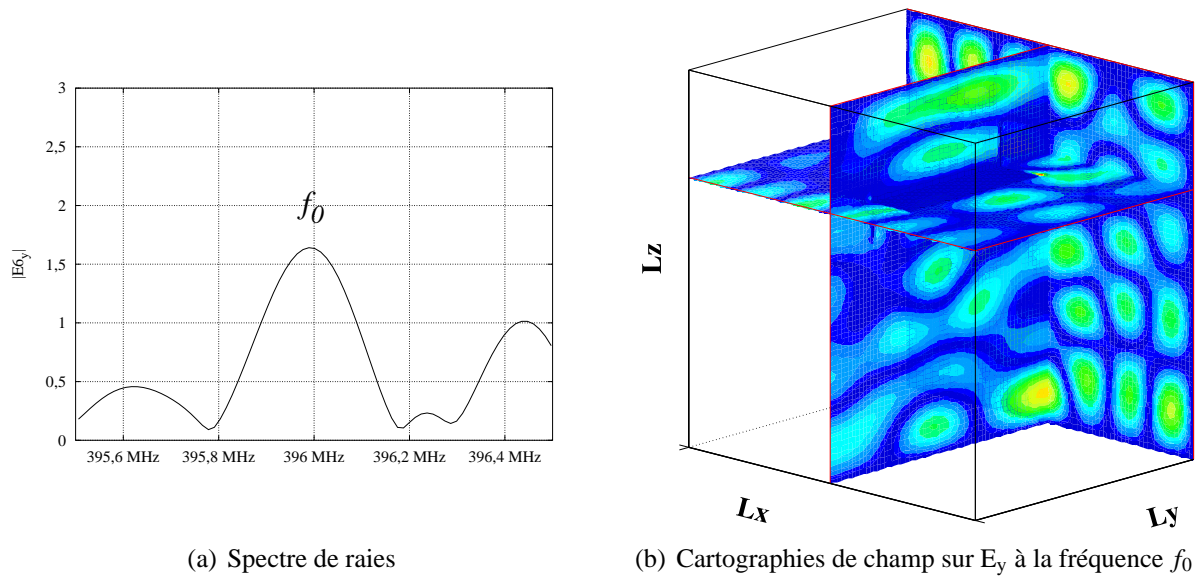 3
2,5
2
1,5
1
0,5
0
|E6y|
f0
395,6 MHz
395,8 MHz
396 MHz
396,2 MHz
396,4 MHz
Lz
Lx
Ly
(a) Spectre de raies
(b) Cartographies de champ sur Ey à la fréquence f0